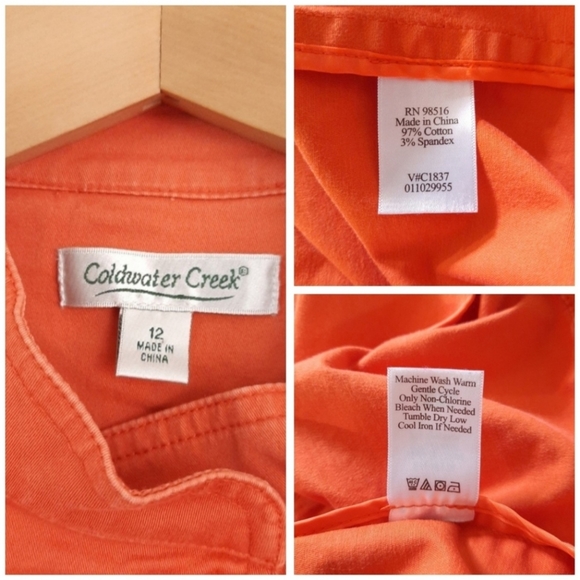 Coldwater Creek®
12
MADE IN
CHINA
RN 98516
Made in China
97% Cotton
3% Spandex
V#C1837
011029955
Machine Wash Warm
Gentle Cycle
Only Non-Chlorine
Bleach When Needed
Tumble Dry Low
Cool Iron If Needed